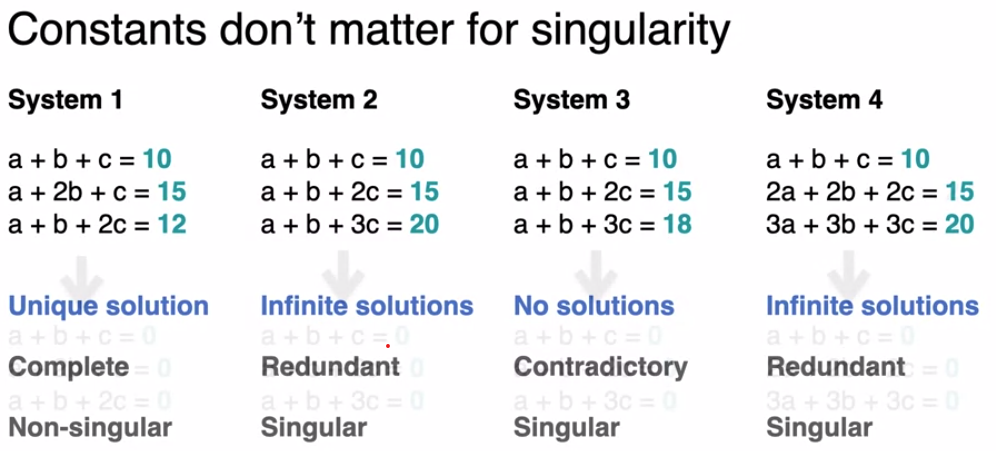 Constants don't matter for singularity
System 1
a + b + c = 10
a + 2b + c = 15
a + b + 2c = 12
Unique solution
a + b + c = 0
Complete = 0
a + b + 2c = 0
Non-singular
System 2
a + b + c = 10
a + b + 2c = 15
a + b + 3c = 20
Infinite solutions
a + b + c = 0
Redundant 0
a + b + 3c = 0
Singular
System 3
a + b + c = 10
a + b + 2c = 15
a + b + 3c = 18
No solutions
a + b + c = 0
Contradictory
a + b + 3c = 0
Singular
System 4
a + b + c = 10
2a + 2b + 2c = 15
3a + 3b + 3c = 20
Infinite solutions
a + b + c = 0
Redundant = 0
3a + 3b + 3c = 0
Singular